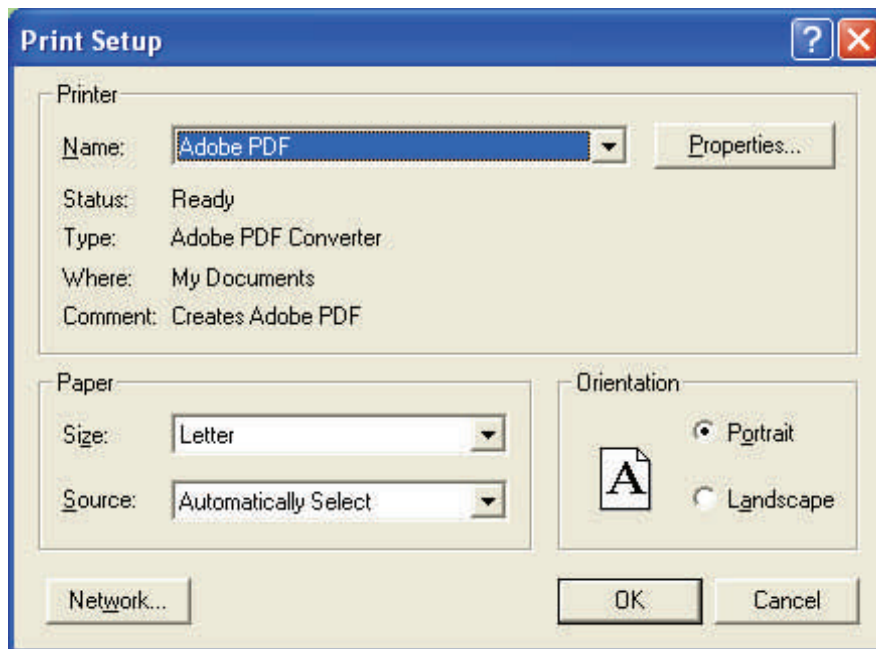 Print Setup
Printer
Name: Adobe PDF Properties...
Status: Ready
Type: Adobe PDF Converter
Where: My Documents
Comment: Creates Adobe PDF
Paper
Size: Letter
Source: Automatically Select
Orientation
A
Portrait
Landscape
Network... OK Cancel